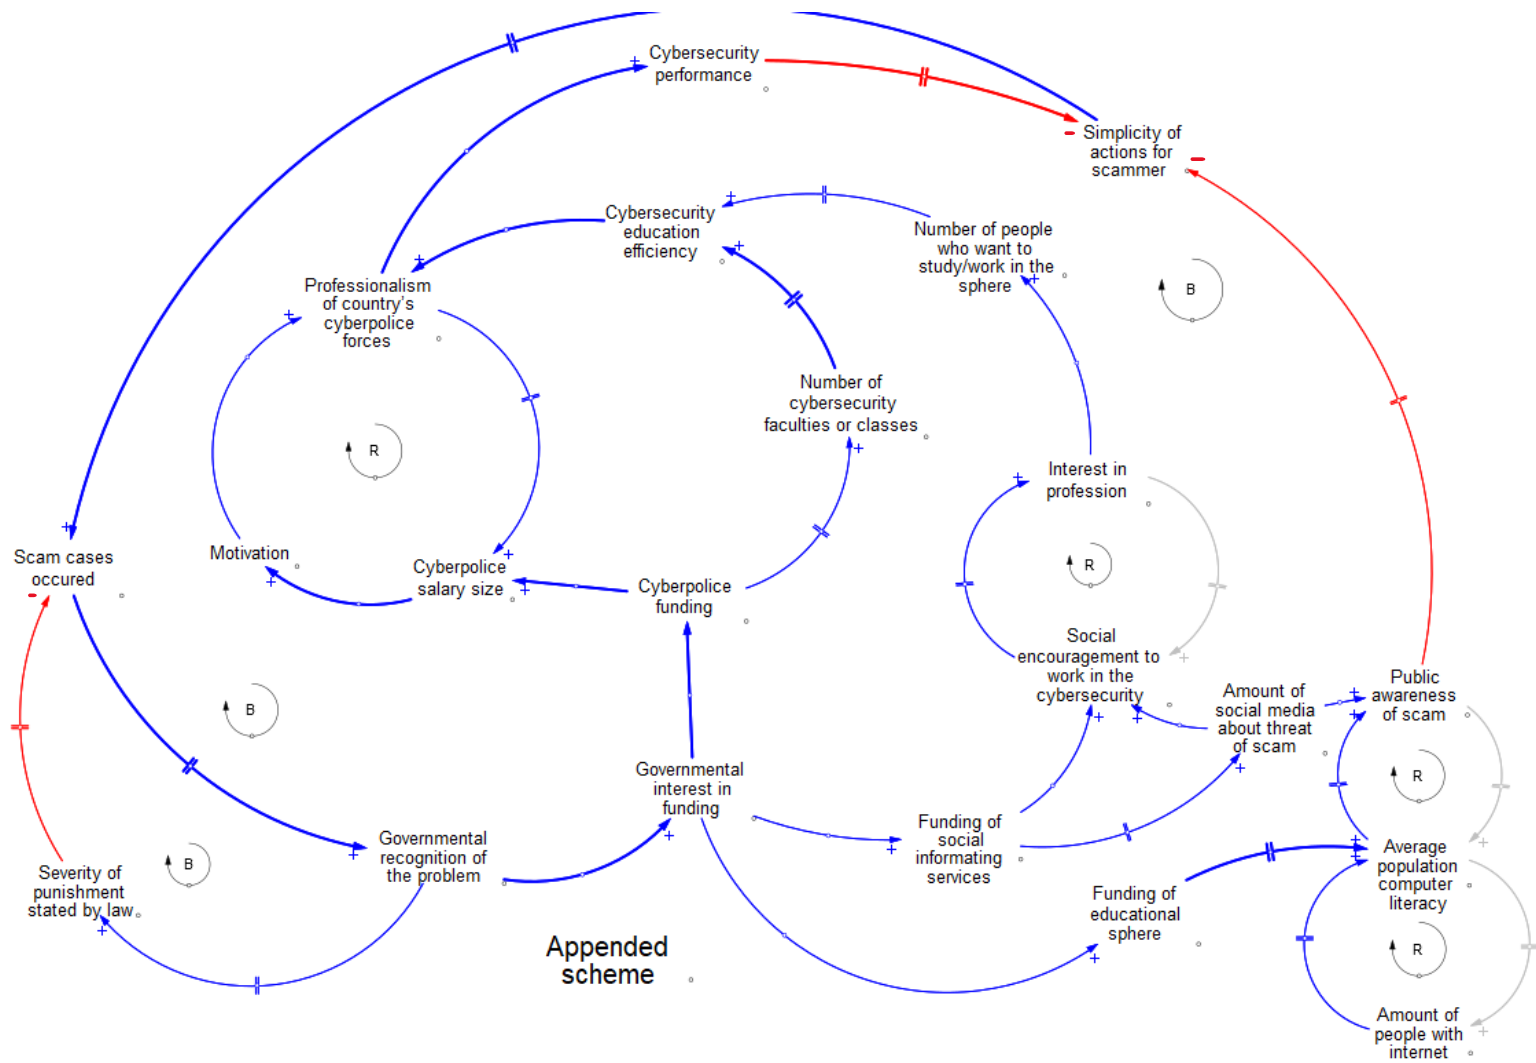 Cybersecurity
performance
Simplicity of
actions for
scammer
Cybersecurity
education
efficiency
Number of people
who want to
study/work in the
sphere
B
Professionalism
of country's
cyberpolice
forces
Number of
cybersecurity
faculties or classes
R
Interest in
profession
Scam cases
occured
Motivation
Cyberpolice
salary size
Cyberpolice
funding
R
Social
encouragement to
work in the
cybersecurity
Amount of
social media
about threat
of scam
Public
awareness
of scam
B
Governmental
interest in
funding
R
Governmental
recognition of
the problem
Funding of
social
informating
services
Average
population
computer
literacy
Severity of
punishment
stated by law
B
Funding of
educational
sphere
R
Appended
scheme
Amount of
people with
internet